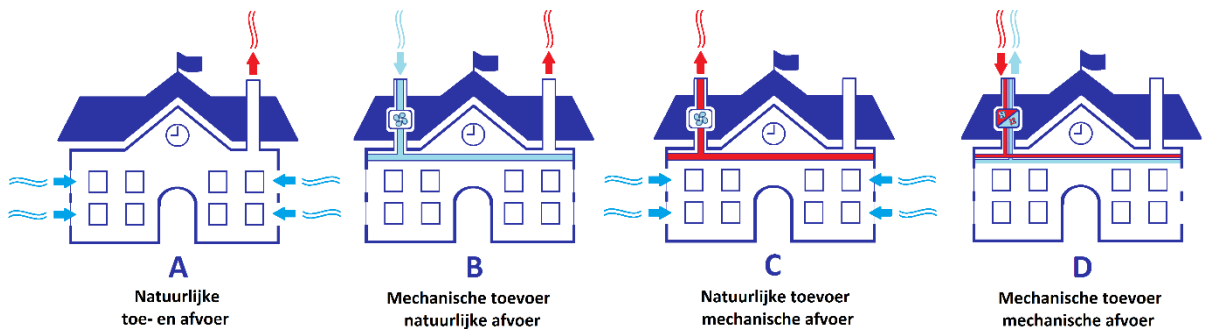 A
Natuurlijke
toe- en afvoer
B
Mechanische toevoer
natuurlijke afvoer
C
Natuurlijke toevoer
mechanische afvoer
D
Mechanische toevoer
mechanische afvoer